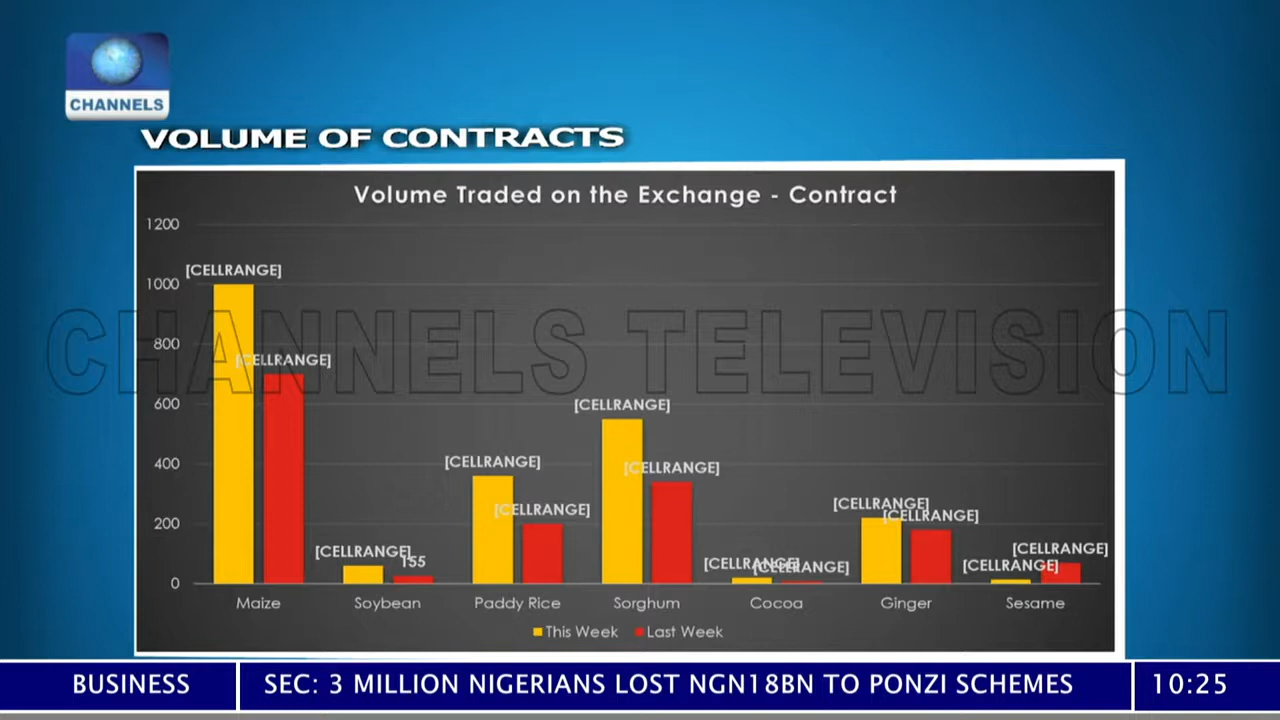 CHANNELS
VOLUME OF CONTRACTS
Volume Traded on the Exchange - Contract
1200
1000
800
600
400
200
0
[CELLRANGE]
[CELLRANGE]
[CELLRANGE]
155
[CELLRANGE]
[CELLRANGE]
[CELLRANGE]
[CELLRANGE]
[CELLRANGE]
[CELLRANGE]
[CELLRANGE]
[CELLRANGE]
[CELLRANGE]
[CELLRANGE]
Maize Soybean Paddy Rice Sorghum Cocoa Ginger Sesame
This Week Last Week
CHANNELS TELEVISION
BUSINESS SEC: 3 MILLION NIGERIANS LOST NGN18BN TO PONZI SCHEMES 10:25